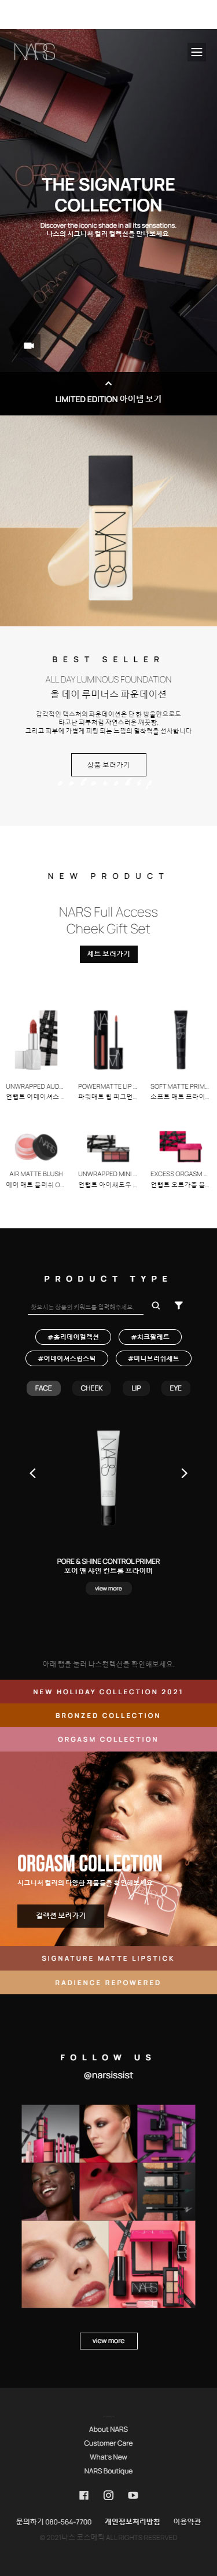 NARS
THE SIGNATURE
COLLECTION
Discover the iconic shade in all its sensations.
나스의 시그니처 컬러 컬렉션을 만나보세요.
LIMITED EDITION 아이템 보기
NARS
BEST SELLER
ALL DAY LUMINOUS FOUNDATION
올 데이 루미너스 파운데이션
감각적인 텍스처의 파운데이션은 단 한 방울만으로도
타고난 피부처럼 자연스러운 깨끗함,
그리고 피부에 가볍게 피팅 되는 느낌의 밀착력을 선사합니다.
상품 보러가기
NEW PRODUCT
NARS Full Access
Cheek Gift Set
세트 보러가기
UNWRAPPED AUD...
언랩트 어데이셔스 ...
POWERMATTE LIP ...
파워매트 립 피그먼...
SOFT MATTE PRIM...
소프트 매트 프라이...
AIR MATTE BLUSH
에어 매트 블러쉬 O...
UNWRAPPED MINI ...
언랩트 아이섀도우 ...
EXCESS ORGASM ...
언랩트 오르가즘 블...
PRODUCT TYPE
찾으시는 상품의 키워드를 입력해주세요.
#홀리데이컬렉션
#치크팔레트
#어데이셔스립스틱
#미니브러쉬세트
FACE
CHEEK
LIP
EYE
NARS
PORE & SHINE CONTROL PRIMER
포어 앤 샤인 컨트롤 프라이머
view more
아래 탭을 눌러 나스컬렉션을 확인해보세요.
NEW HOLIDAY COLLECTION 2021
BRONZED COLLECTION
ORGASM COLLECTION
ORGASM COLLECTION
시그니처 컬러의 다양한 제품들을 확인해보세요.
NARS
컬렉션 보러가기
SIGNATURE MATTE LIPSTICK
RADIENCE REPOWERED
FOLLOW US
@narsissist
NARS
view more
About NARS
Customer Care
What's New
NARS Boutique
문의하기 080-564-7700
개인정보처리방침
이용약관
© 2021나스 코스메틱 ALL RIGHTS RESERVED